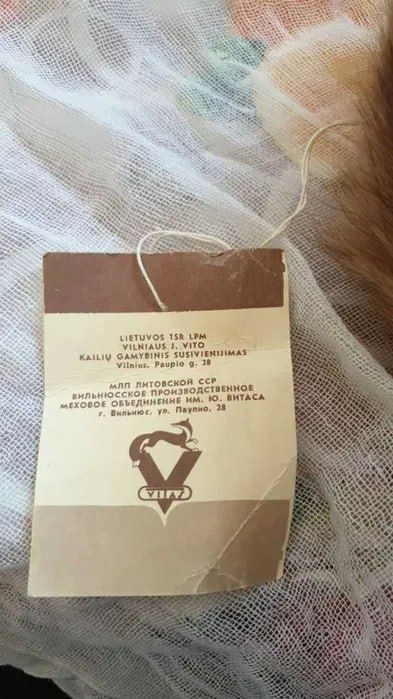 LIETUVOS TSR LPM
VILNIAUS J. VITO
KAILIŲ GAMYBINIS SUSIVIENIJIMAS
Vilnius, Paupio g. 28
МЛП ЛИТОВСКОЙ ССР
ВИЛЬНЮССКОЕ ПРОИЗВОДСТВЕННОЕ
МЕХОВОЕ ОБЪЕДИНЕНИЕ ИМ. Ю. ВИТАСА
г. Вильнюс, ул. Паупио, 28
VITAS